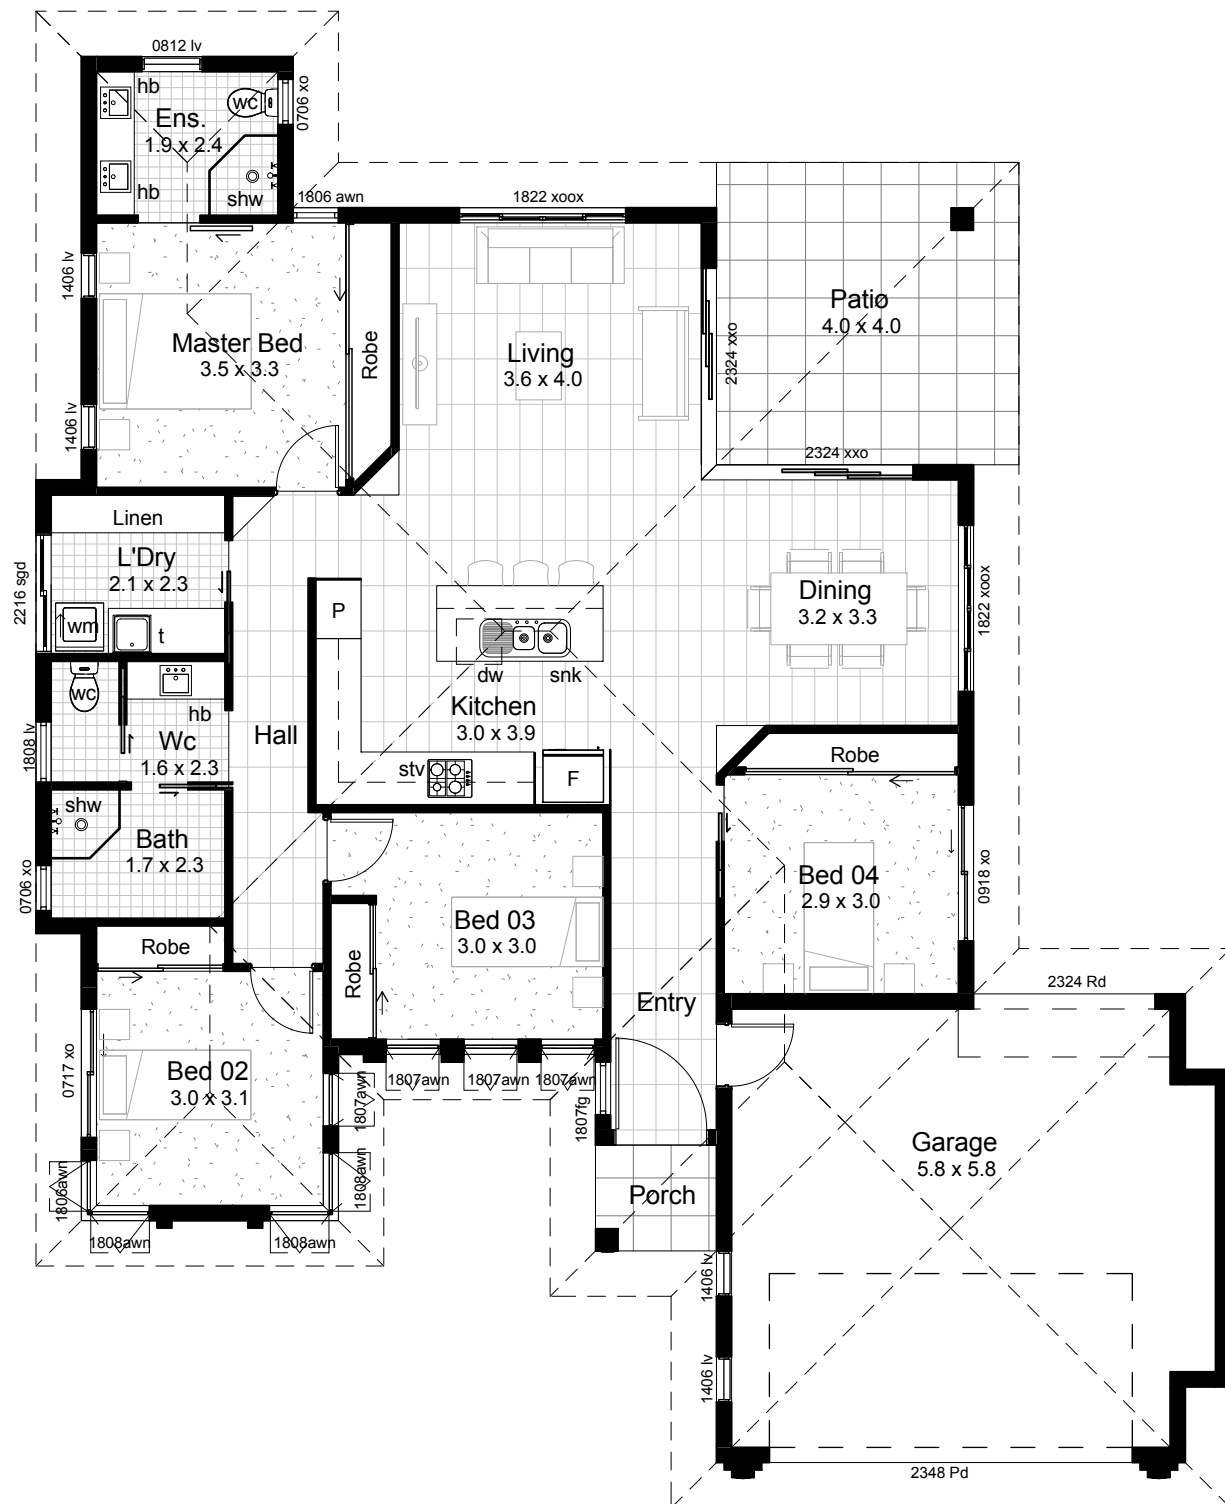 0812 lv
hb
wc
0706 xo
Ens.
1.9 x 2.4
hb
shw
1806 awn
1822 xoox
1406 lv
Master Bed
3.5 x 3.3
Robe
1406 lv
Living
3.6 x 4.0
2324 xxo
Patio
4.0 x 4.0
2324 xxo
Linen
L'Dry
2.1 x 2.3
2216 sgd
wm
t
P
dw
snk
Kitchen
3.0 x 3.9
stv
F
Dining
3.2 x 3.3
1822 xoox
wc
hb
1808 lv
Wc
1.6 x 2.3
Hall
shw
Bath
1.7 x 2.3
0706 xo
Robe
Bed 04
2.9 x 3.0
0918 xo
Bed 03
3.0 x 3.0
Robe
Robe
Entry
2324 Rd
0717 xo
Bed 02
3.0 x 3.1
1807awn
1807awn
1807awn
1807awn
1807fg
1806awn
1808awn
1808awn
1808awn
Porch
Garage
5.8 x 5.8
1406 lv
1406 lv
2348 Pd